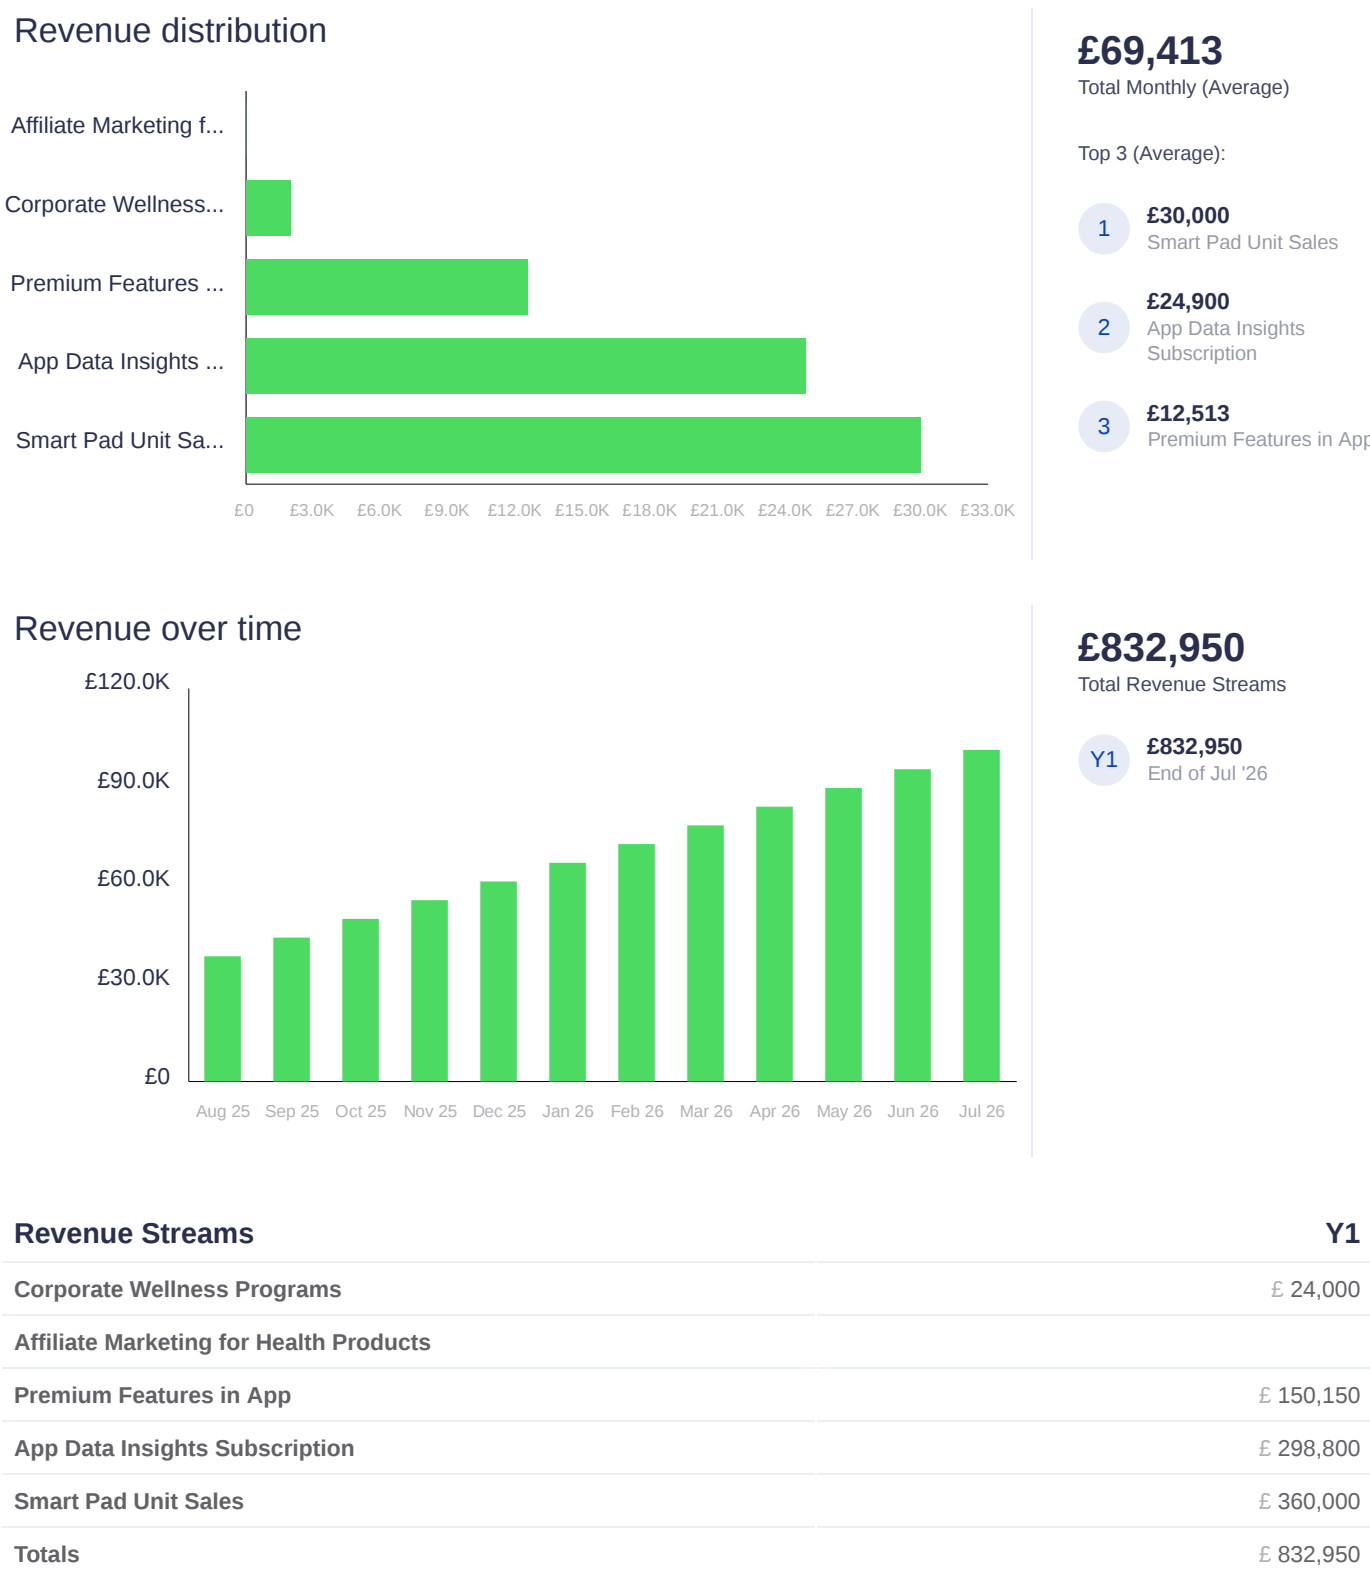 Revenue distribution
Affiliate Marketing f...
Corporate Wellness...
Premium Features ...
App Data Insights ...
Smart Pad Unit Sa...
£0 £3.0K £6.0K £9.0K £12.0K £15.0K £18.0K £21.0K £24.0K £27.0K £30.0K £33.0K
£69,413
Total Monthly (Average)
Top 3 (Average):
1
£30,000
Smart Pad Unit Sales
2
£24,900
App Data Insights
Subscription
3
£12,513
Premium Features in App
Revenue over time
£120.0K
£90.0K
£60.0K
£30.0K
£0
Aug 25 Sep 25 Oct 25 Nov 25 Dec 25 Jan 26 Feb 26 Mar 26 Apr 26 May 26 Jun 26 Jul 26
£832,950
Total Revenue Streams
Y1
£832,950
End of Jul '26
Revenue Streams Y1
Corporate Wellness Programs £ 24,000
Affiliate Marketing for Health Products
Premium Features in App £ 150,150
App Data Insights Subscription £ 298,800
Smart Pad Unit Sales £ 360,000
Totals £ 832,950